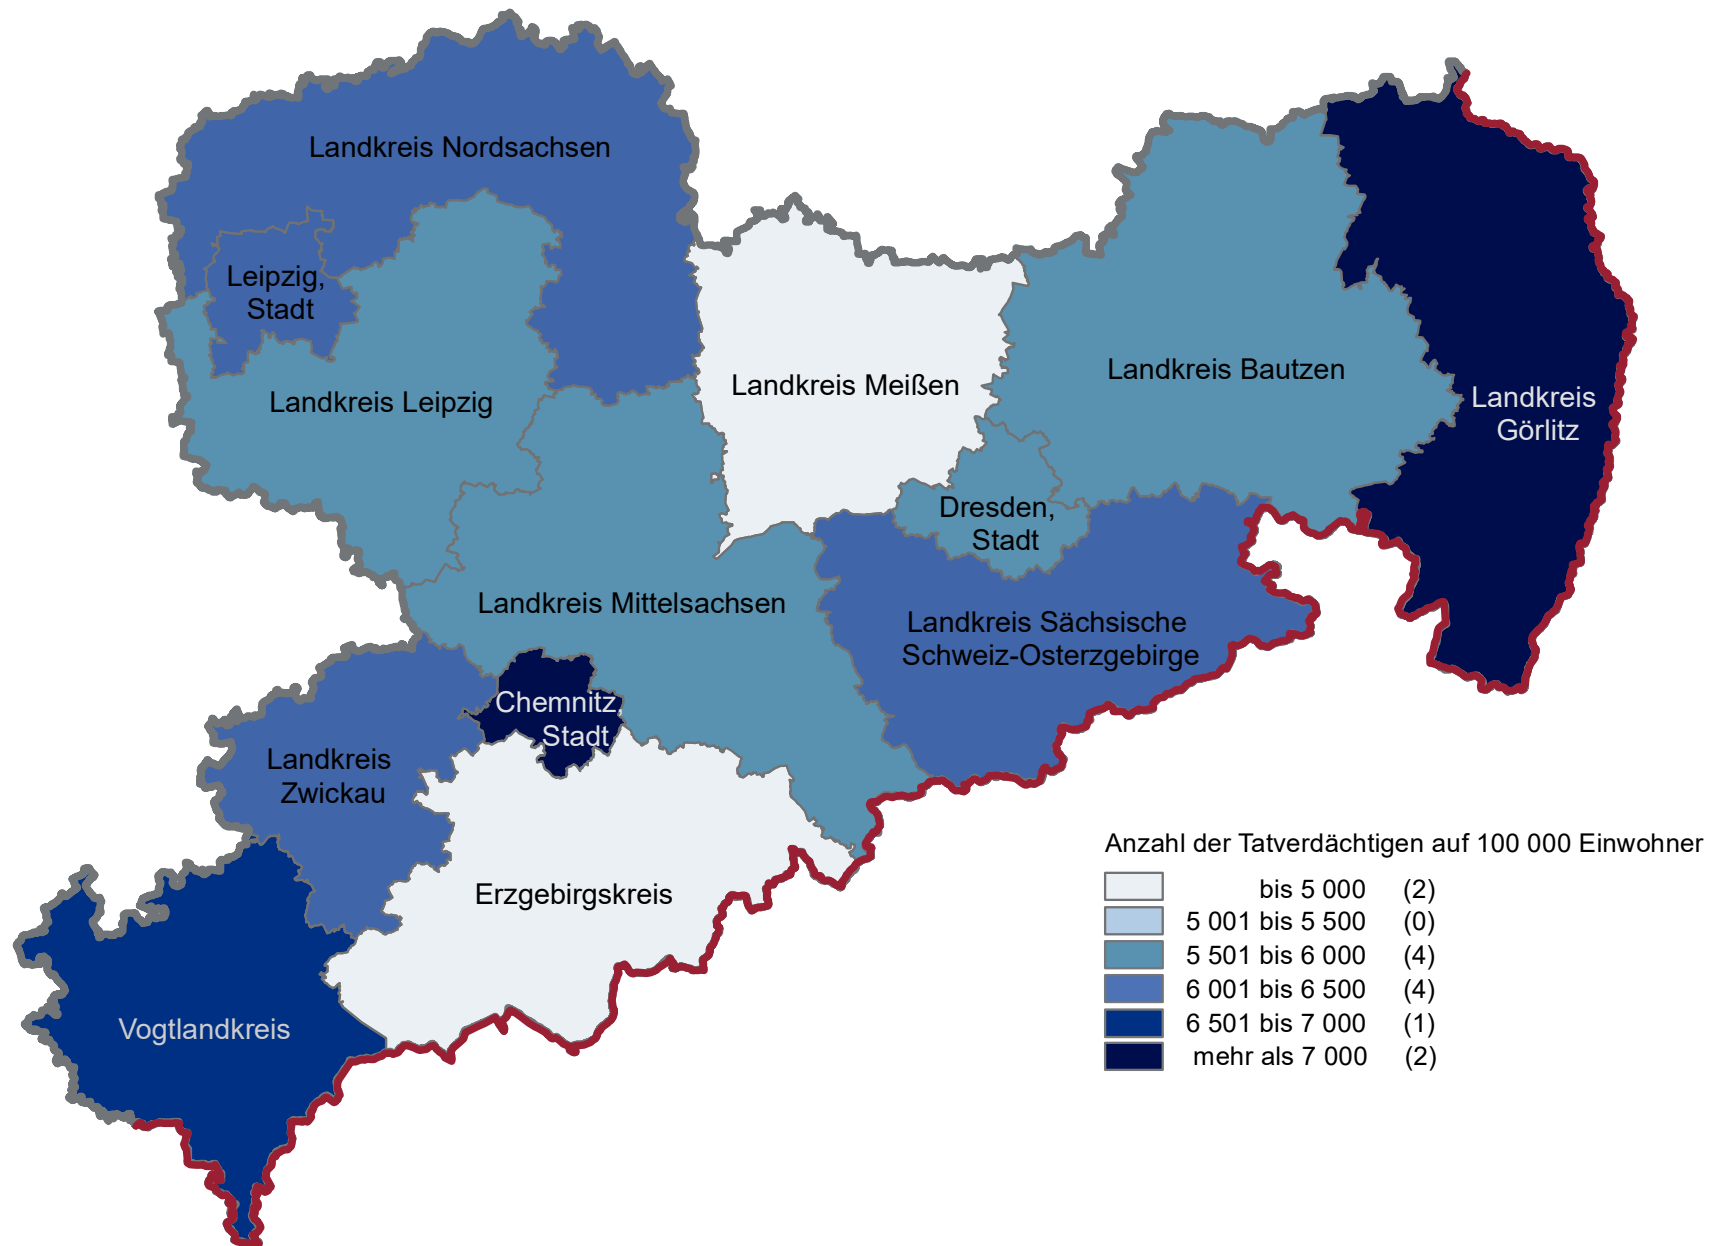 Landkreis Nordsachsen
Leipzig,
Stadt
Landkreis Leipzig
Landkreis Meißen
Landkreis Bautzen
Landkreis
Görlitz
Dresden,
Stadt
Landkreis Mittelsachsen
Landkreis Sächsische
Schweiz-Osterzgebirge
Chemnitz,
Stadt
Landkreis
Zwickau
Erzgebirgskreis
Vogtlandkreis
Anzahl der Tatverdächtigen auf 100 000 Einwohner
bis 5 000 (2)
5 001 bis 5 500 (0)
5 501 bis 6 000 (4)
6 001 bis 6 500 (4)
6 501 bis 7 000 (1)
mehr als 7 000 (2)